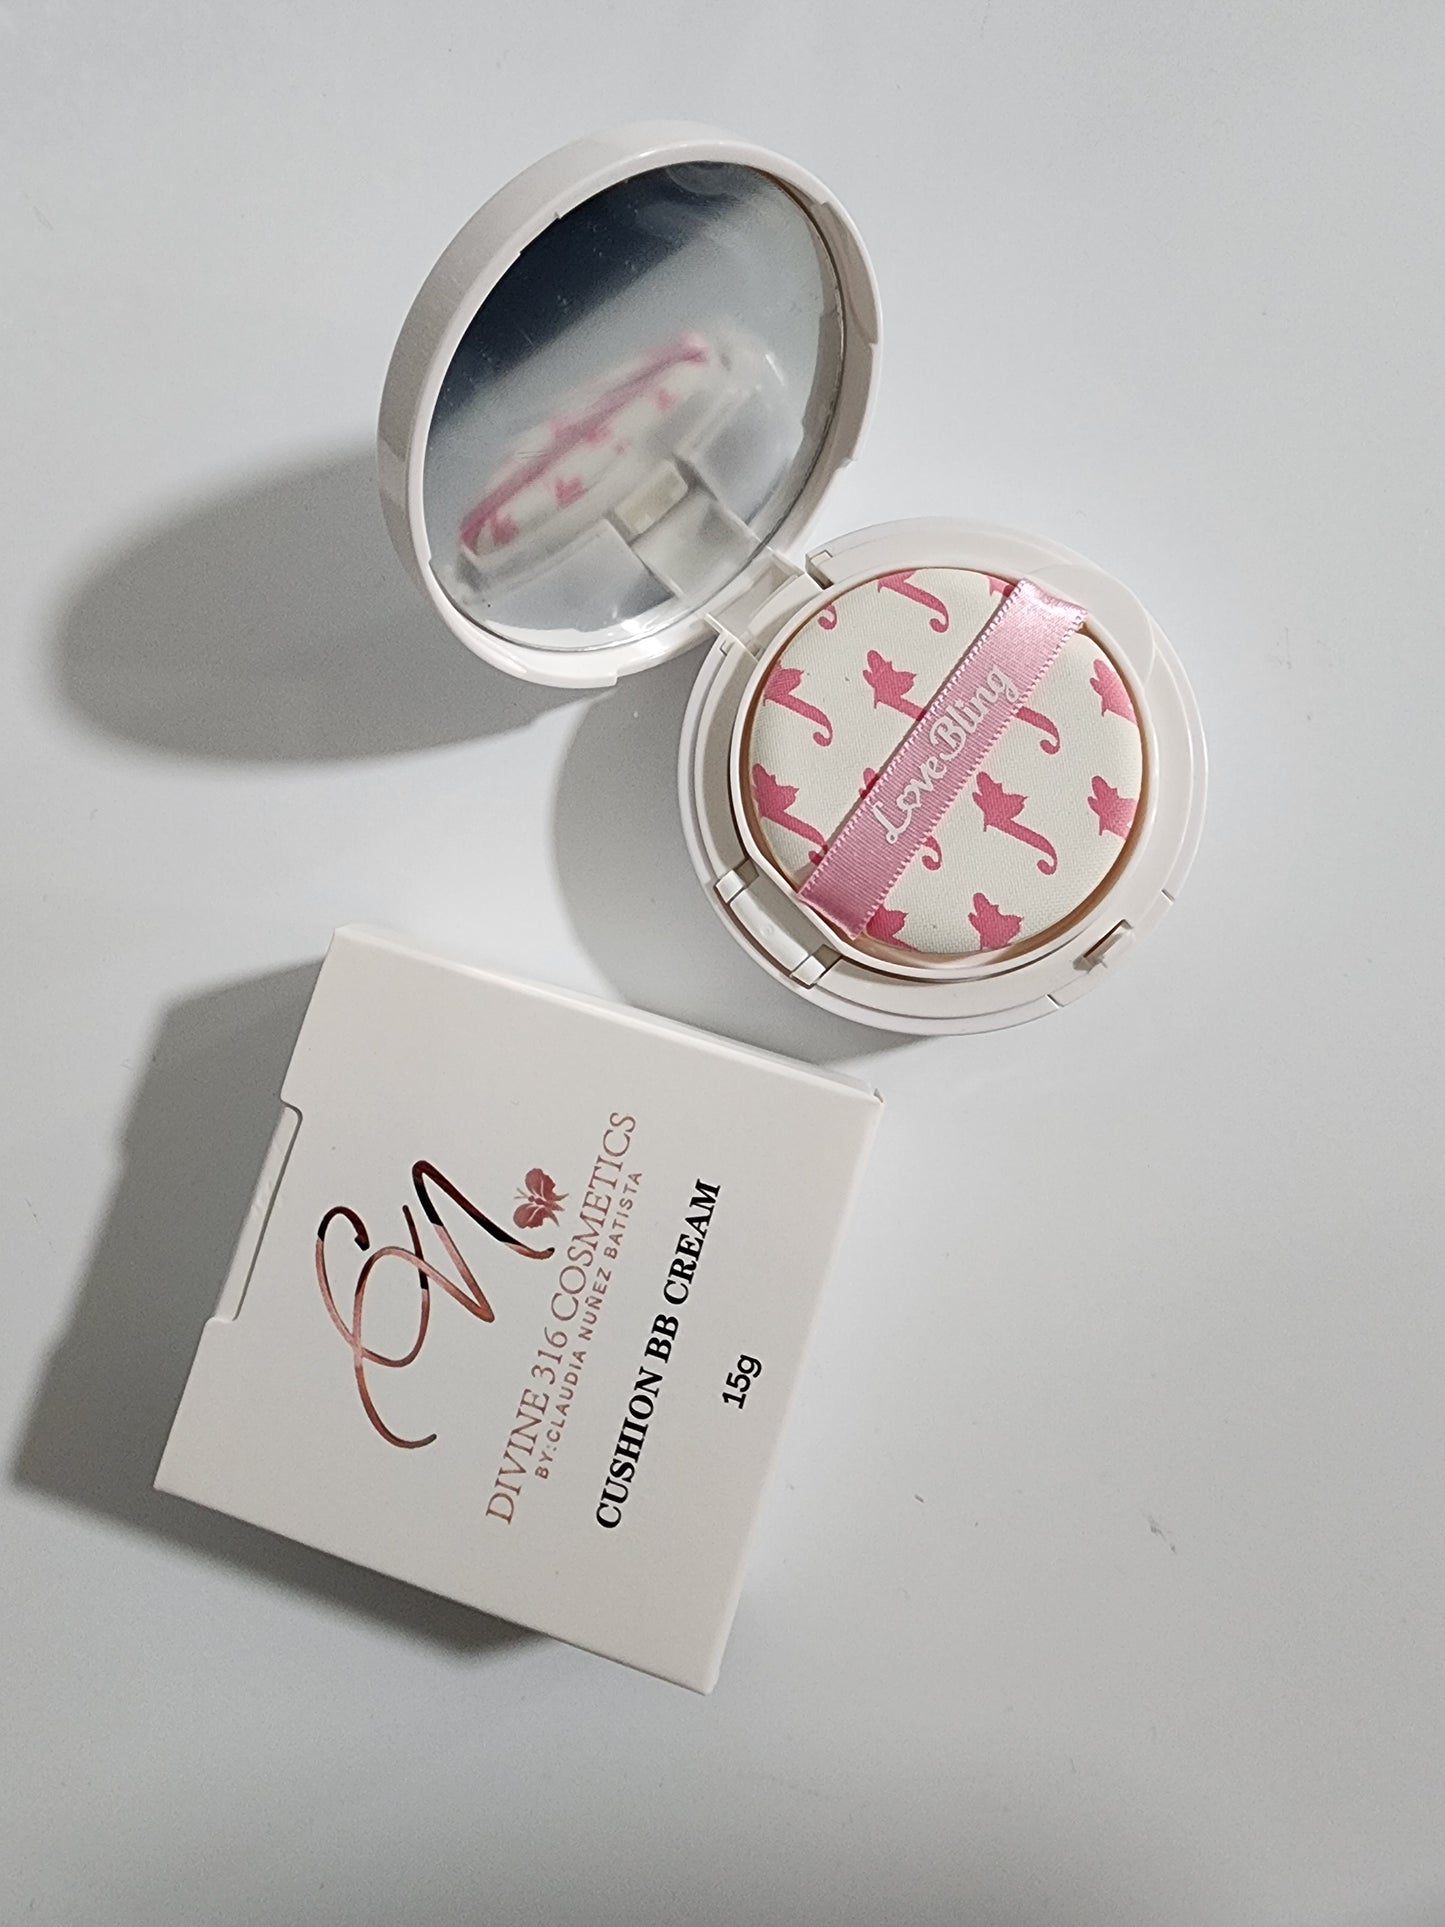 LoveBling
CN
DIVINE 316 COSMETICS
BY:CLAUDIA NUÑEZ BATISTA
CUSHION BB CREAM
15g